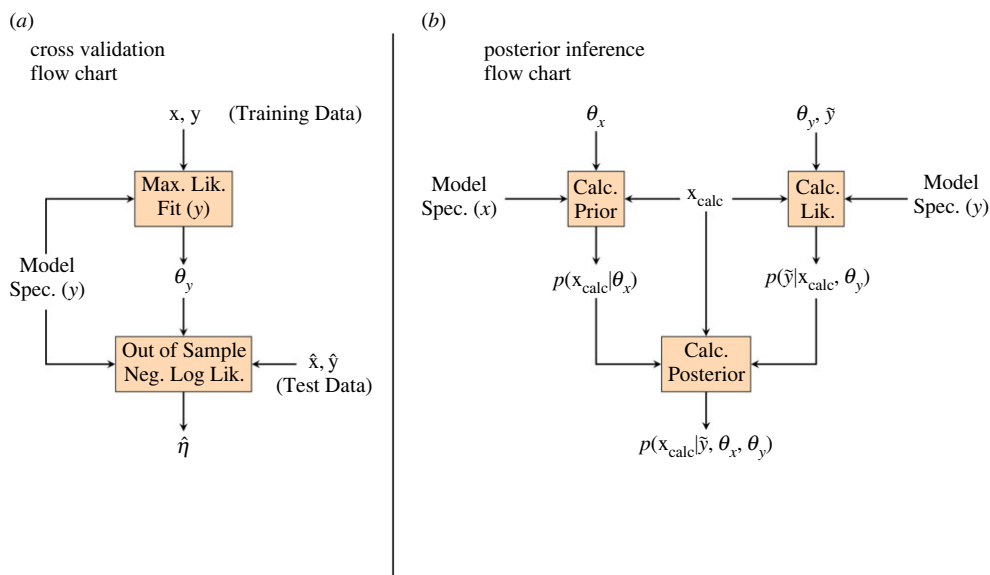 (a)
cross validation
flow chart
x, y (Training Data)
Max. Lik.
Fit (y)
Model
Spec. (y)
θ_y
Out of Sample
Neg. Log Lik.
x̂, ŷ
(Test Data)
η̂
(b)
posterior inference
flow chart
θ_x
θ_y, ỹ
Model
Spec. (x)
Calc.
Prior
x_calc
Calc.
Lik.
Model
Spec. (y)
p(x_calc|θ_x)
p(ỹ|x_calc, θ_y)
Calc.
Posterior
p(x_calc|ỹ, θ_x, θ_y)